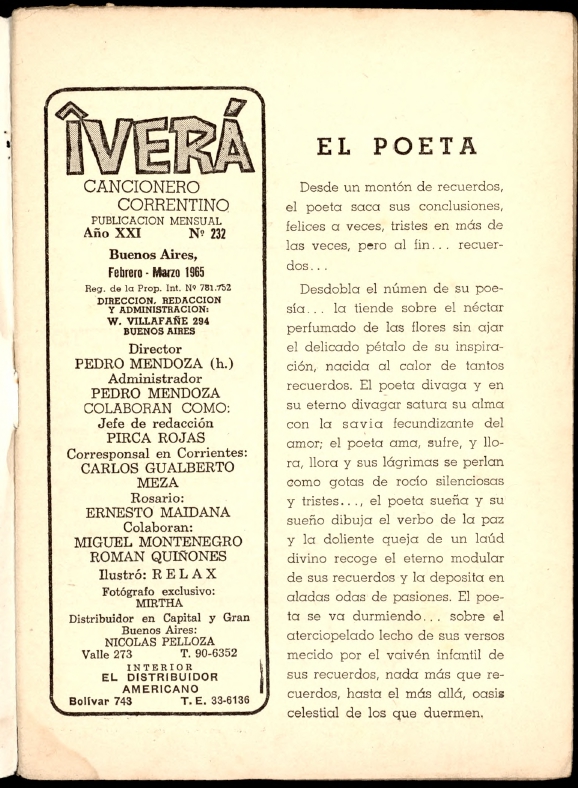 ÎVERÁ
CANCIONERO
CORRENTINO
PUBLICACION MENSUAL
Año XXI Nº 232
Buenos Aires,
Febrero - Marzo 1965
Reg. de la Prop. Int. Nº 781.752
DIRECCION, REDACCION
Y ADMINISTRACION:
W. VILLAFAÑE 294
BUENOS AIRES
Director
PEDRO MENDOZA (h.)
Administrador
PEDRO MENDOZA
COLABORAN COMO:
Jefe de redacción
PIRCA ROJAS
Corresponsal en Corrientes:
CARLOS GUALBERTO
MEZA
Rosario:
ERNESTO MAIDANA
Colaboran:
MIGUEL MONTENEGRO
ROMAN QUIÑONES
Ilustró: RELAX
Fotógrafo exclusivo:
MIRTHA
Distribuidor en Capital y Gran
Buenos Aires:
NICOLAS PELLOZA
Valle 273 T. 90-6352
INTERIOR
EL DISTRIBUIDOR
AMERICANO
Bolívar 743 T. E. 33-6136
EL POETA
Desde un montón de recuerdos,
el poeta saca sus conclusiones,
felices a veces, tristes en más de
las veces, pero al fin... recuer-
dos...
Desdobla el númen de su poe-
sía... la tiende sobre el néctar
perfumado de las flores sin ajar
el delicado pétalo de su inspira-
ción, nacida al calor de tantos
recuerdos. El poeta divaga y en
su eterno divagar satura su alma
con la savia fecundizante del
amor; el poeta ama, sufre, y llo-
ra, llora y sus lágrimas se perlan
como gotas de rocío silenciosas
y tristes..., el poeta sueña y su
sueño dibuja el verbo de la paz
y la doliente queja de un laúd
divino recoge el eterno modular
de sus recuerdos y la deposita en
aladas odas de pasiones. El poe-
ta se va durmiendo... sobre el
aterciopelado lecho de sus versos
mecido por el vaivén infantil de
sus recuerdos, nada más que re-
cuerdos, hasta el más allá, oasis
celestial de los que duermen.